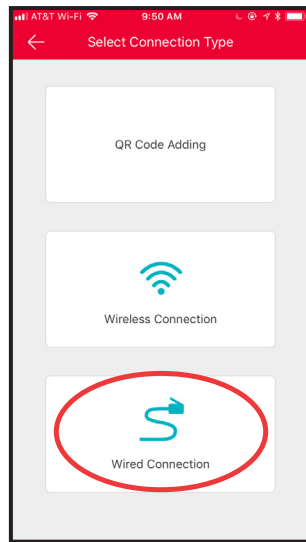 AT&T Wi-Fi 9:50 AM
Select Connection Type
QR Code Adding
Wireless Connection
Wired Connection